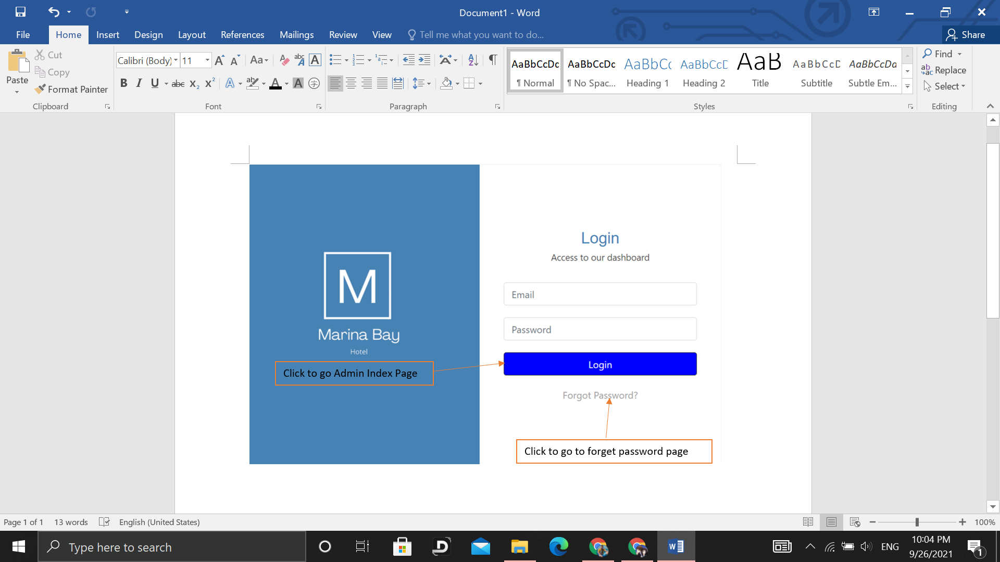 Document1 - Word
File
Home
Insert
Design
Layout
References
Mailings
Review
View
Tell me what you want to do...
Share
Paste
Cut
Copy
Format Painter
Clipboard
Calibri (Body)
11
Font
Paragraph
AaBbCcDc
¶ Normal
AaBbCcDc
¶ No Spac...
AaBbCc
Heading 1
AaBbCcD
Heading 2
AaB
Title
AaBbCcD
Subtitle
AaBbCcDd
Subtle Em...
Styles
Find
Replace
Select
Editing
M
Marina Bay
Hotel
Click to go Admin Index Page
Login
Access to our dashboard
Email
Password
Login
Forgot Password?
Click to go to forget password page
Page 1 of 1
13 words
English (United States)
100%
Type here to search
ENG
10:04 PM
9/26/2021
1